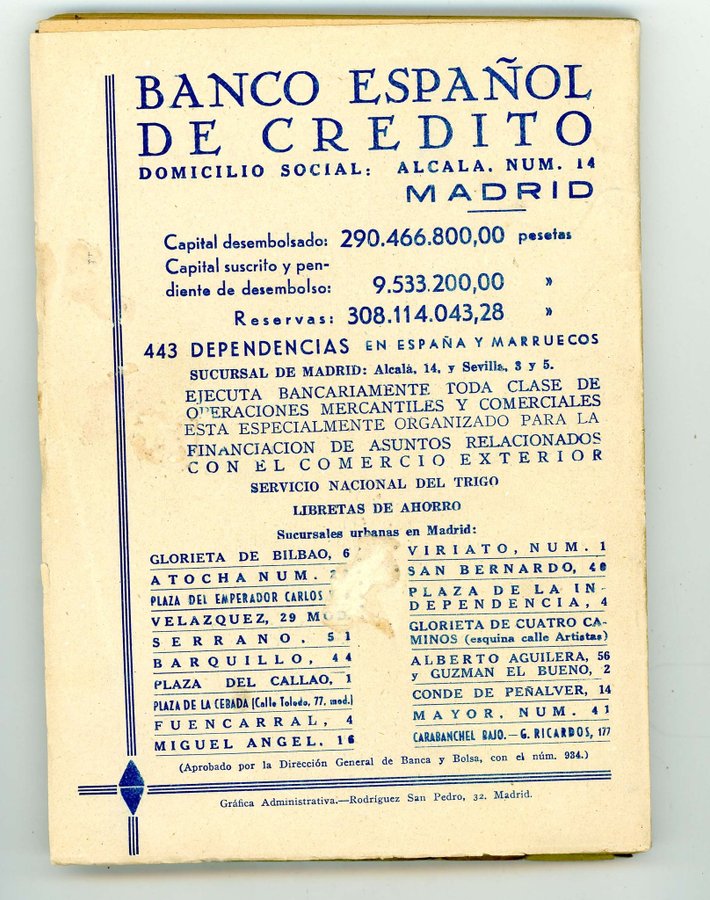 BANCO ESPAÑOL
DE CREDITO
DOMICILIO SOCIAL: ALCALA. NUM. 14
MADRID
Capital desembolsado: 290.466.800,00 pesetas
Capital suscrito y pen-
diente de desembolso: 9.533.200,00 »
Reservas: 308.114.043,28 »
443 DEPENDENCIAS EN ESPAÑA Y MARRUECOS
SUCURSAL DE MADRID: Alcalá, 14, y Sevilla, 3 y 5.
EJECUTA BANCARIAMENTE TODA CLASE DE
OPERACIONES MERCANTILES Y COMERCIALES
ESTA ESPECIALMENTE ORGANIZADO PARA LA
FINANCIACION DE ASUNTOS RELACIONADOS
CON EL COMERCIO EXTERIOR
SERVICIO NACIONAL DEL TRIGO
LIBRETAS DE AHORRO
Sucursales urbanas en Madrid:
GLORIETA DE BILBAO, 6
ATOCHA NUM.
PLAZA DEL EMPERADOR CARLOS
VELAZQUEZ, 29 MOD.
SERRANO. 51
BARQUILLO, 44
PLAZA DEL CALLAO, 1
PLAZA DE LA CEBADA (Calle Toledo, 77, mod.)
FUENCARRAL, 4
MIGUEL ANGEL. 16
VIRIATO, NUM. 1
SAN BERNARDO, 40
PLAZA DE LA IN-
DEPENDENCIA, 4
GLORIETA DE CUATRO CA-
MINOS (esquina calle Artistas)
ALBERTO AGUILERA, 56
y GUZMAN EL BUENO, 2
CONDE DE PEÑALVER, 14
MAYOR, NUM. 41
CARABANCHEL BAJO.—G. RICARDOS, 177
(Aprobado por la Dirección General de Banca y Bolsa, con el núm. 934.)
Gráfica Administrativa.—Rodríguez San Pedro, 32. Madrid.